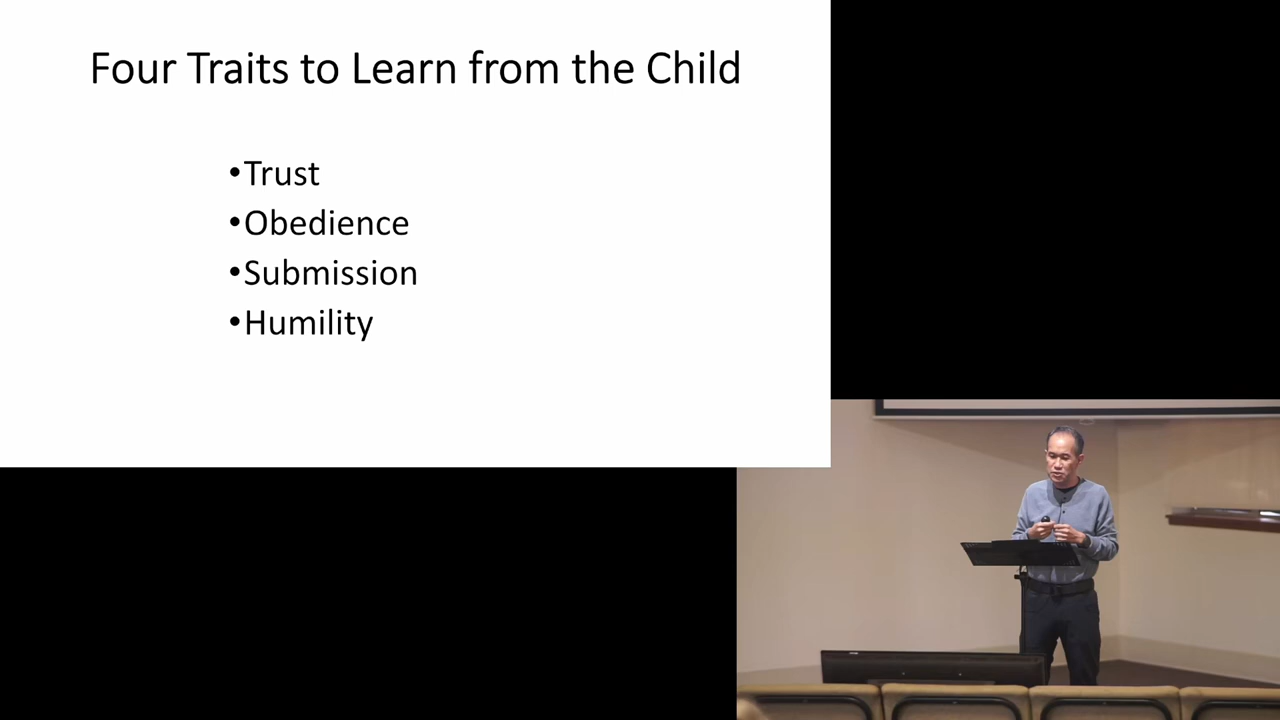 Four Traits to Learn from the Child
•Trust
•Obedience
•Submission
•Humility